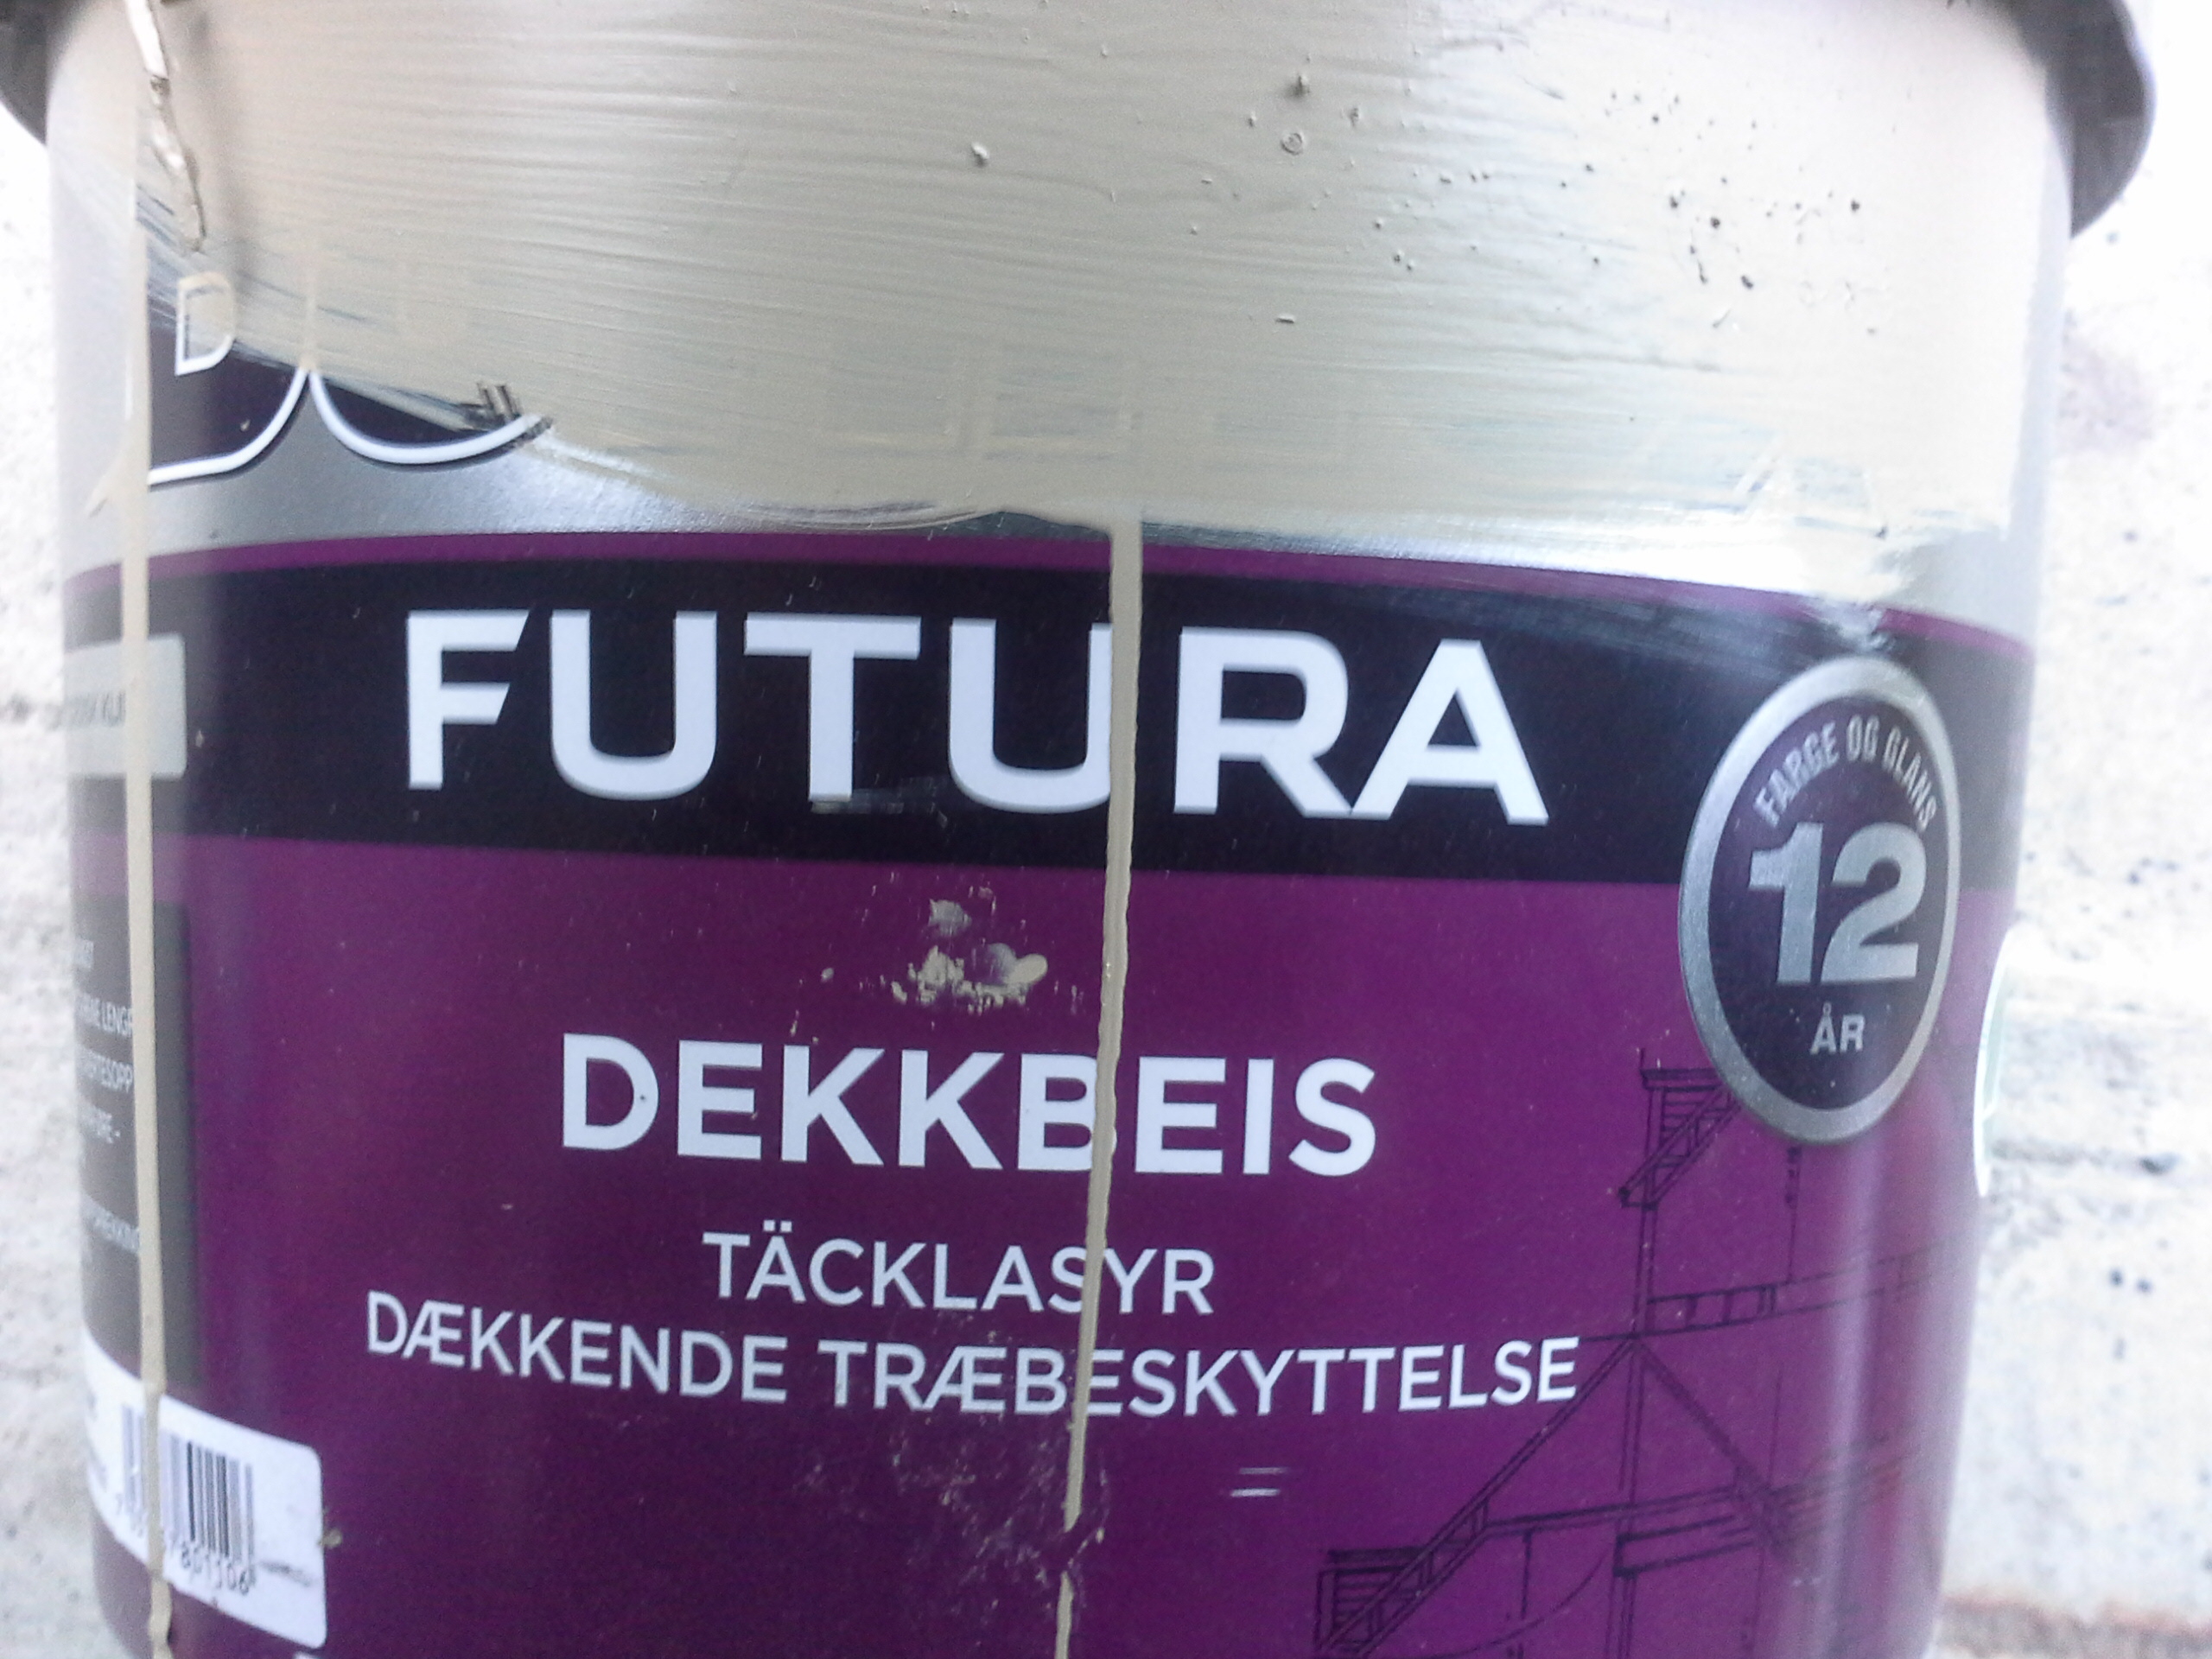 D
FUTURA
FARGE OG GLANS
12
ÅR
DEKKBEIS
TÄCKLASYR
DÆKKENDE TRÆBESKYTTELSE